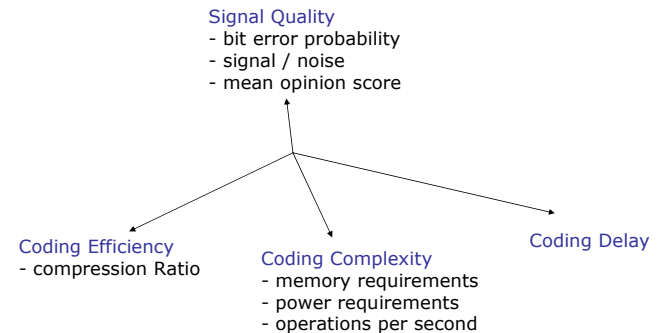 Signal Quality
- bit error probability
- signal / noise
- mean opinion score
Coding Efficiency
- compression Ratio
Coding Complexity
- memory requirements
- power requirements
- operations per second
Coding Delay